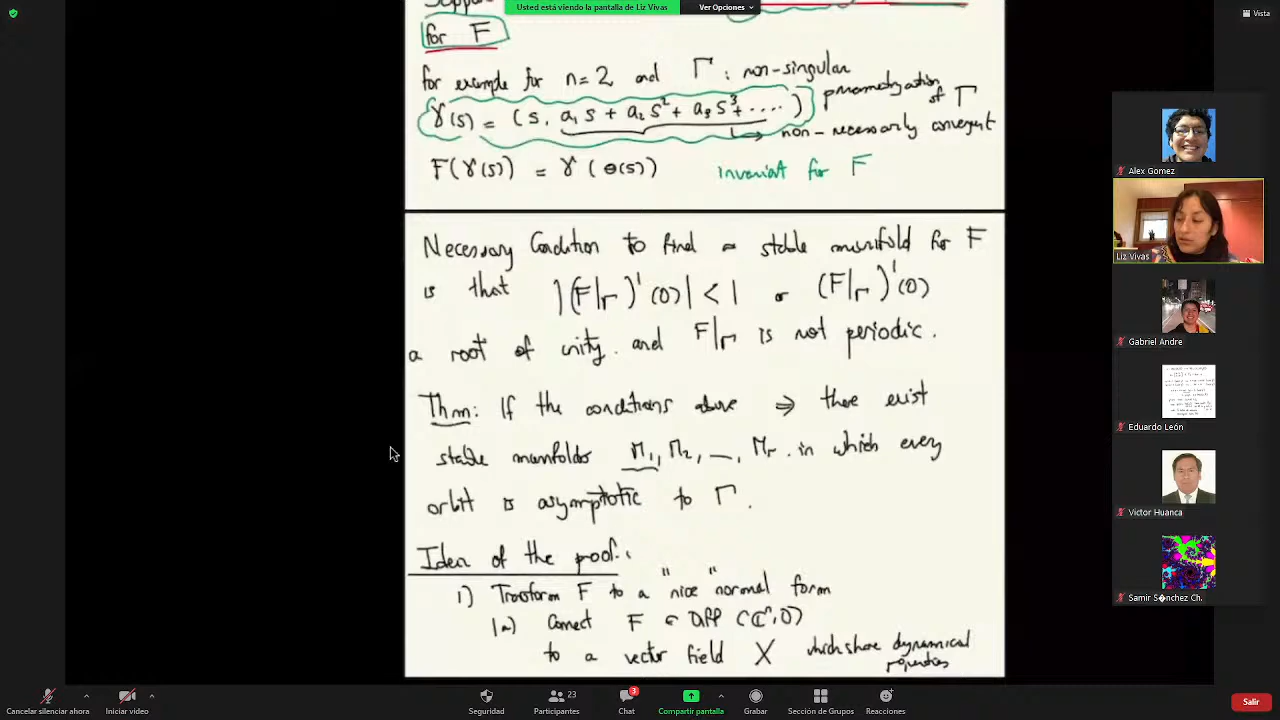 Usted está viendo la pantalla de Liz Vivas
Ver Opciones
Vista
for F
for example for n=2 and Γ: non-singular
γ(s) = (s, a₁s + a₂s² + a₃s³ + ....) parametrization of Γ
non-necessarily convergent
F(γ(s)) = γ(θ(s)) invariant for F
Necessary Condition to find a stable manifold for F
is that |(F|Γ)'(0)| < 1 or (F|Γ)'(0)
a root of unity. and F|Γ is not periodic.
Thm: If the conditions above ⇒ there exist
stable manifolds M₁, M₂, —, Mr. in which every
orbit is asymptotic to Γ.
Idea of the proof:
1) Transform F to a "nice" normal form
1a) Connect F ∈ Diff (ℂⁿ,0)
to a vector field X which share dynamical
properties
Alex Gomez
Liz Vivas
Gabriel Andre
Eduardo León
Victor Huanca
Samir S�nchez Ch.
Cancelar silenciar ahora
Iniciar video
Seguridad
Participantes
23
Chat
3
Compartir pantalla
Grabar
Sección de Grupos
Reacciones
Salir